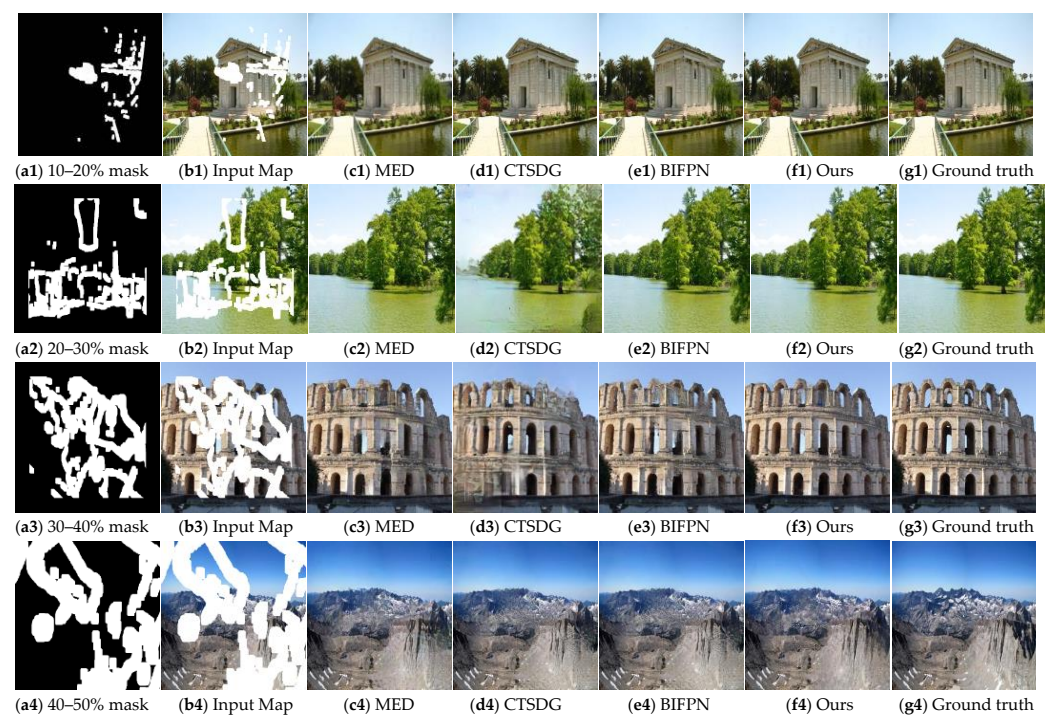 (a1) 10–20% mask (b1) Input Map (c1) MED (d1) CTSDG (e1) BIFPN (f1) Ours (g1) Ground truth
(a2) 20–30% mask (b2) Input Map (c2) MED (d2) CTSDG (e2) BIFPN (f2) Ours (g2) Ground truth
(a3) 30–40% mask (b3) Input Map (c3) MED (d3) CTSDG (e3) BIFPN (f3) Ours (g3) Ground truth
(a4) 40–50% mask (b4) Input Map (c4) MED (d4) CTSDG (e4) BIFPN (f4) Ours (g4) Ground truth